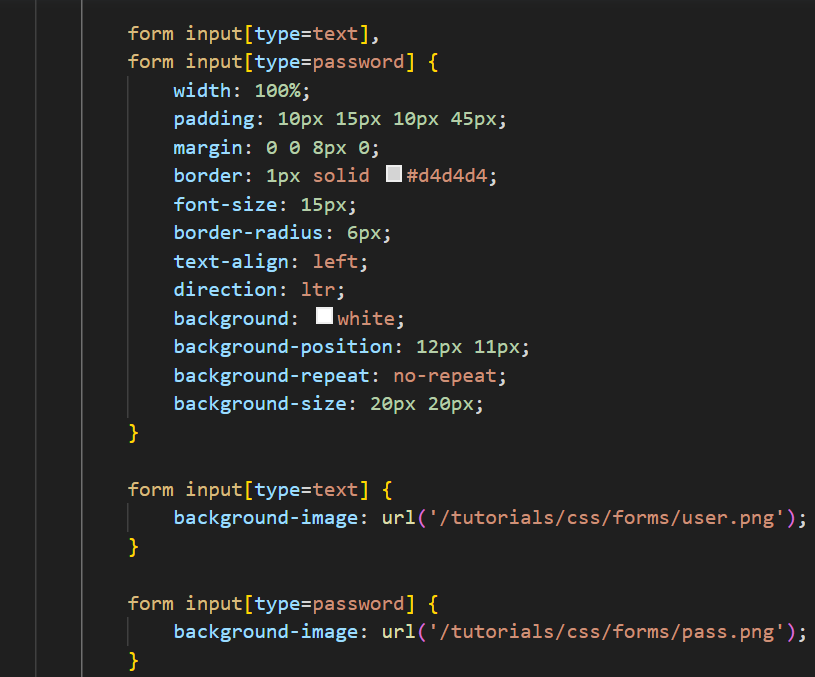 form input[type=text],
form input[type=password] {
width: 100%;
padding: 10px 15px 10px 45px;
margin: 0 0 8px 0;
border: 1px solid #d4d4d4;
font-size: 15px;
border-radius: 6px;
text-align: left;
direction: ltr;
background: white;
background-position: 12px 11px;
background-repeat: no-repeat;
background-size: 20px 20px;
}
form input[type=text] {
background-image: url('/tutorials/css/forms/user.png');
}
form input[type=password] {
background-image: url('/tutorials/css/forms/pass.png');
}